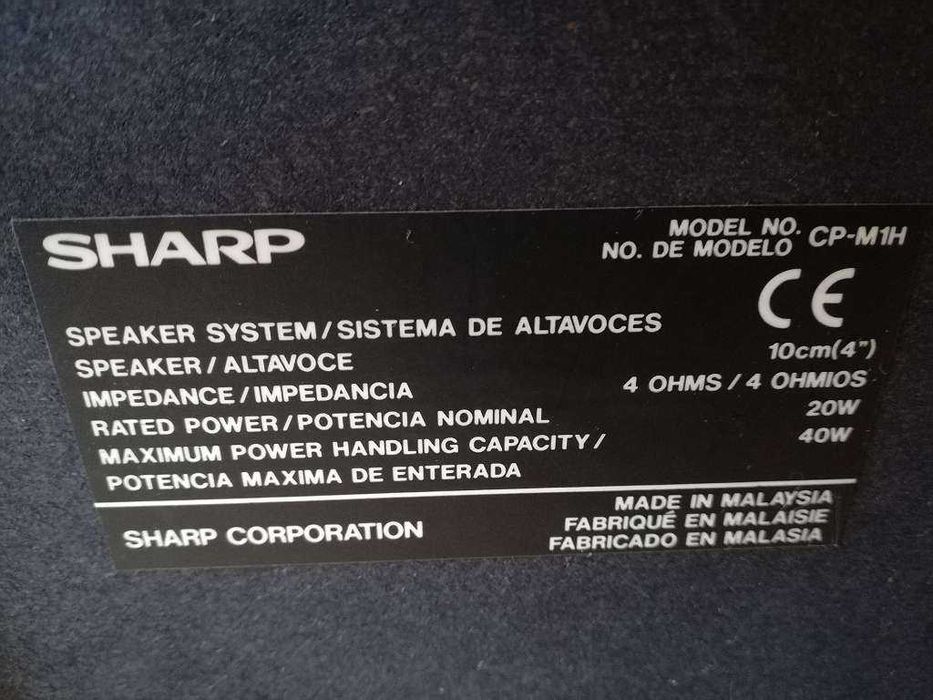 SHARP
MODEL NO. CP-M1H
NO. DE MODELO
CE
SPEAKER SYSTEM/SISTEMA DE ALTAVOCES
SPEAKER/ALTAVOCE 10cm(4")
IMPEDANCE/IMPEDANCIA 4 OHMS/4 OHMIOS
RATED POWER/POTENCIA NOMINAL 20W
MAXIMUM POWER HANDLING CAPACITY/ 40W
POTENCIA MAXIMA DE ENTERADA
SHARP CORPORATION
MADE IN MALAYSIA
FABRIQUÉ EN MALAISIE
FABRICADO EN MALASIA